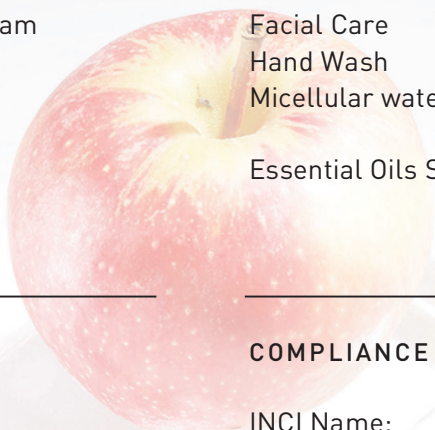 am
Facial Care
Hand Wash
Micellular wate
Essential Oils S
COMPLIANCE
INCI Name: